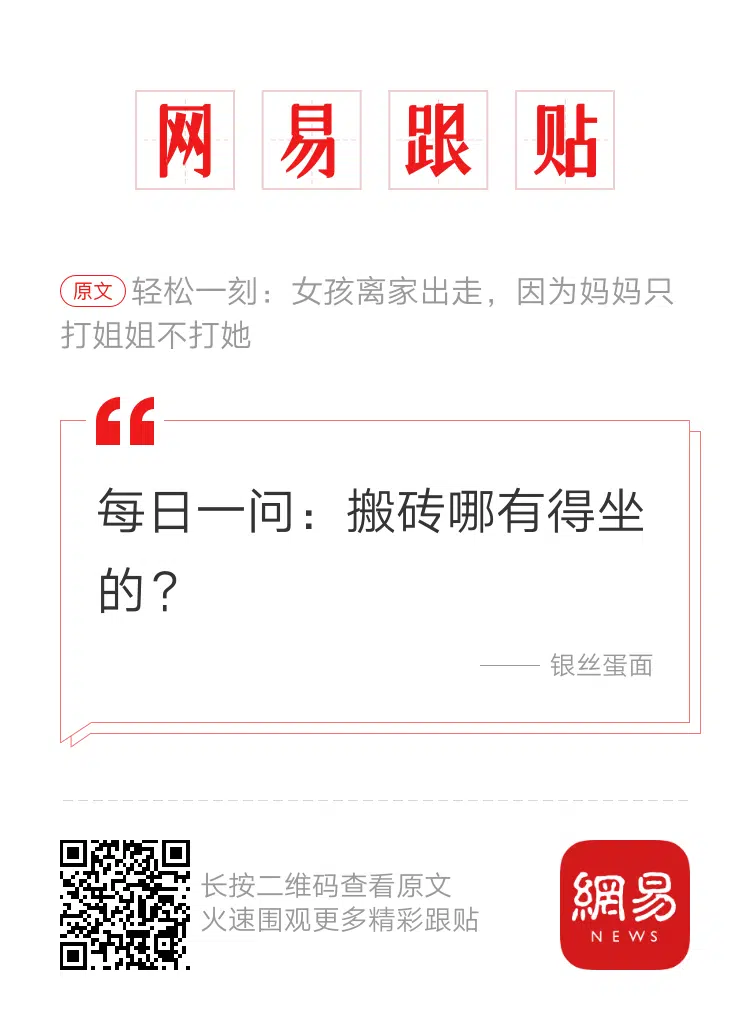 网易跟贴
原文 轻松一刻：女孩离家出走，因为妈妈只
打姐姐不打她
每日一问：搬砖哪有得坐
的？
—— 银丝蛋面
长按二维码查看原文
火速围观更多精彩跟贴
網易
NEWS